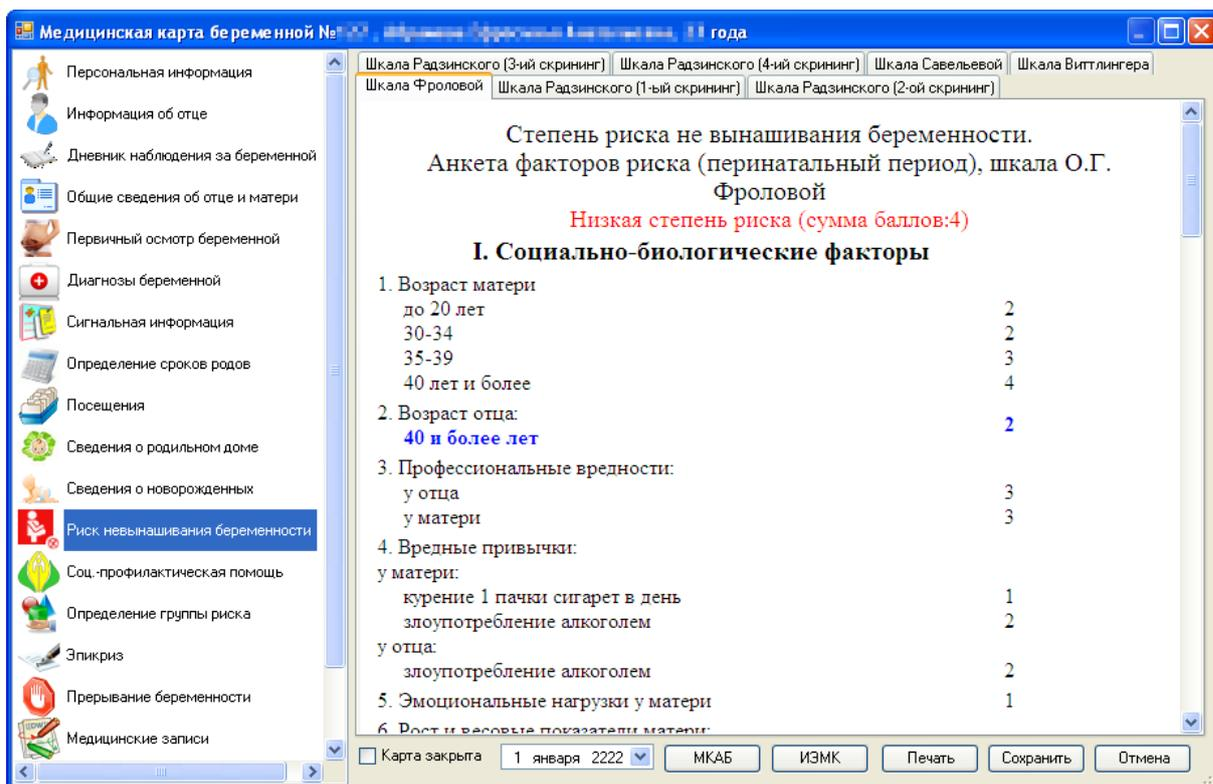 Медицинская карта беременной № года
Персональная информация
Информация об отце
Дневник наблюдения за беременной
Общие сведения об отце и матери
Первичный осмотр беременной
Диагнозы беременной
Сигнальная информация
Определение сроков родов
Посещения
Сведения о родильном доме
Сведения о новорожденных
Риск невынашивания беременности
Соц.-профилактическая помощь
Определение группы риска
Эпикриз
Прерывание беременности
Медицинские записи
Шкала Радзинского (3-ий скрининг) Шкала Радзинского (4-ий скрининг) Шкала Савельевой Шкала Виттлингера
Шкала Фроловой Шкала Радзинского (1-ый скрининг) Шкала Радзинского (2-ой скрининг)
Степень риска не вынашивания беременности.
Анкета факторов риска (перинатальный период), шкала О.Г.
Фроловой
Низкая степень риска (сумма баллов:4)
I. Социально-биологические факторы
1. Возраст матери
до 20 лет 2
30-34 2
35-39 3
40 лет и более 4
2. Возраст отца:
40 и более лет 2
3. Профессиональные вредности:
у отца 3
у матери 3
4. Вредные привычки:
у матери:
курение 1 пачки сигарет в день 1
злоупотребление алкоголем 2
у отца:
злоупотребление алкоголем 2
5. Эмоциональные нагрузки у матери 1
6. Рост и весовые показатели матери:
Карта закрыта 1 января 2222 МКАБ ИЭМК Печать Сохранить Отмена